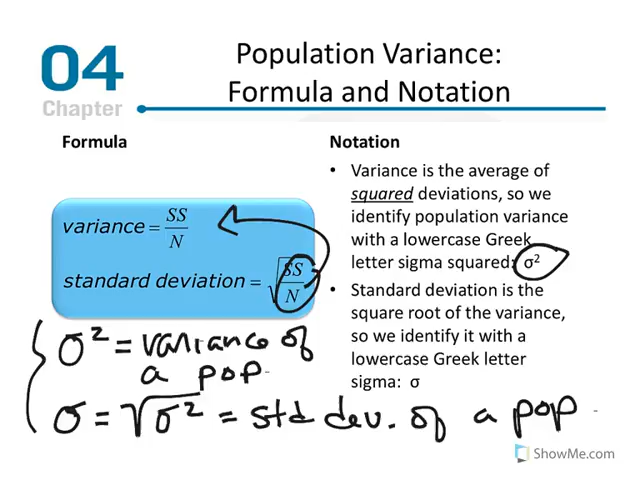 04
Chapter
Population Variance:
Formula and Notation
Formula
variance = SS/N
standard deviation = √SS/N
σ² = variance of
a pop.
σ = √σ² = std dev. of a pop.
Notation
• Variance is the average of
squared deviations, so we
identify population variance
with a lowercase Greek
letter sigma squared: σ²
• Standard deviation is the
square root of the variance,
so we identify it with a
lowercase Greek letter
sigma: σ
ShowMe.com